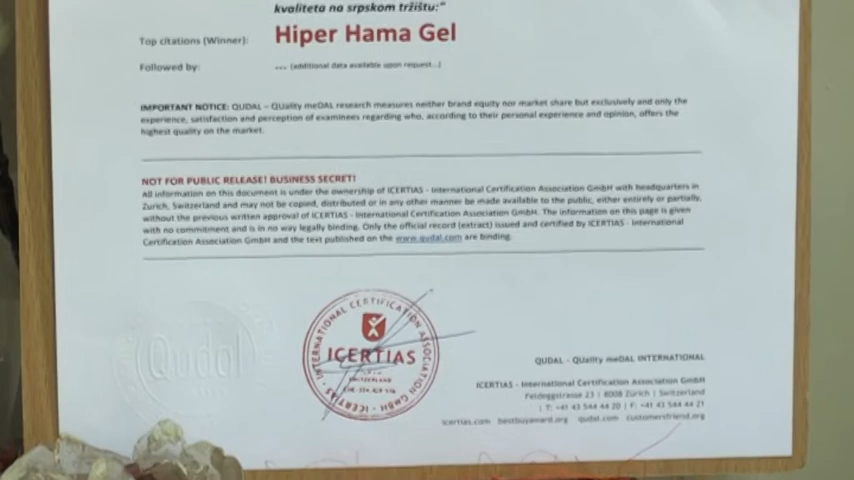 kvaliteta na srpskom tržištu:"
Top citations (Winner): Hiper Hama Gel
Followed by: --- (additional data available upon request...)
IMPORTANT NOTICE: QUDAL – QUality meDAL research measures neither brand equity nor market share but exclusively and only the
experience, satisfaction and perception of examinees regarding who, according to their personal experience and opinion, offers the
highest quality on the market.
NOT FOR PUBLIC RELEASE! BUSINESS SECRET!
All information on this document is under the ownership of ICERTIAS - International Certification Association GmbH with headquarters in
Zurich, Switzerland and may not be copied, distributed or in any other manner be made available to the public, either entirely or partially,
without the previous written approval of ICERTIAS - International Certification Association GmbH. The information on this page is given
with no commitment and is in no way legally binding. Only the official record (extract) issued and certified by ICERTIAS - International
Certification Association GmbH and the text published on the www.qudal.com are binding.
Qudal
INTERNATIONAL CERTIFICATION ASSOCIATION GMBH - ICERTIAS -
ICERTIAS
SWITZERLAND
QUDAL - QUality meDAL INTERNATIONAL
ICERTIAS - International Certification Association GmbH
Feldeggstrasse 23 | 8008 Zurich | Switzerland
| T: +41 43 544 44 20 | F: +41 43 544 44 21
icertias.com bestbuyaward.org qudal.com customersfriend.org